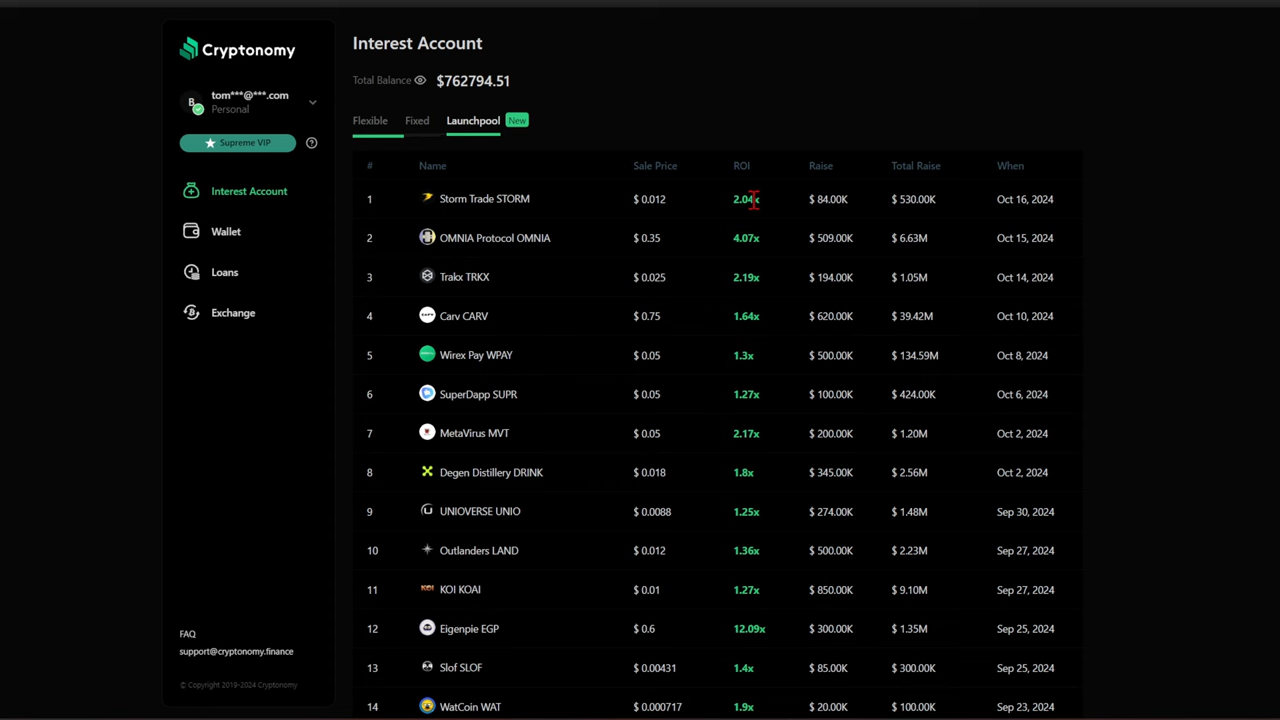 Cryptonomy
B
tom***@***.com
Personal
Supreme VIP
Interest Account
Wallet
Loans
Exchange
FAQ
support@cryptonomy.finance
© Copyright 2019-2024 Cryptonomy
Interest Account
Total Balance $762794.51
Flexible Fixed Launchpool New
# Name Sale Price ROI Raise Total Raise When
1 Storm Trade STORM $ 0.012 2.04x $ 84.00K $ 530.00K Oct 16, 2024
2 OMNIA Protocol OMNIA $ 0.35 4.07x $ 509.00K $ 6.63M Oct 15, 2024
3 Trakx TRKX $ 0.025 2.19x $ 194.00K $ 1.05M Oct 14, 2024
4 Carv CARV $ 0.75 1.64x $ 620.00K $ 39.42M Oct 10, 2024
5 Wirex Pay WPAY $ 0.05 1.3x $ 500.00K $ 134.59M Oct 8, 2024
6 SuperDapp SUPR $ 0.05 1.27x $ 100.00K $ 424.00K Oct 6, 2024
7 MetaVirus MVT $ 0.05 2.17x $ 200.00K $ 1.20M Oct 2, 2024
8 Degen Distillery DRINK $ 0.018 1.8x $ 345.00K $ 2.56M Oct 2, 2024
9 UNIOVERSE UNIO $ 0.0088 1.25x $ 274.00K $ 1.48M Sep 30, 2024
10 Outlanders LAND $ 0.012 1.36x $ 500.00K $ 2.23M Sep 27, 2024
11 KOI KOAI $ 0.01 1.27x $ 850.00K $ 9.10M Sep 27, 2024
12 Eigenpie EGP $ 0.6 12.09x $ 300.00K $ 1.35M Sep 25, 2024
13 Slof SLOF $ 0.00431 1.4x $ 85.00K $ 300.00K Sep 25, 2024
14 WatCoin WAT $ 0.000717 1.9x $ 20.00K $ 100.00K Sep 23, 2024